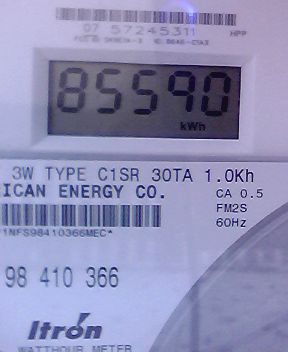 07 57245311 HPP
85590
kWh
3W TYPE C1SR 30TA 1.0Kh
ICAN ENERGY CO. CA 0.5
FM2S
60Hz
*1NFS98410366MEC*
98 410 366
Itron
WATTHOUR METER